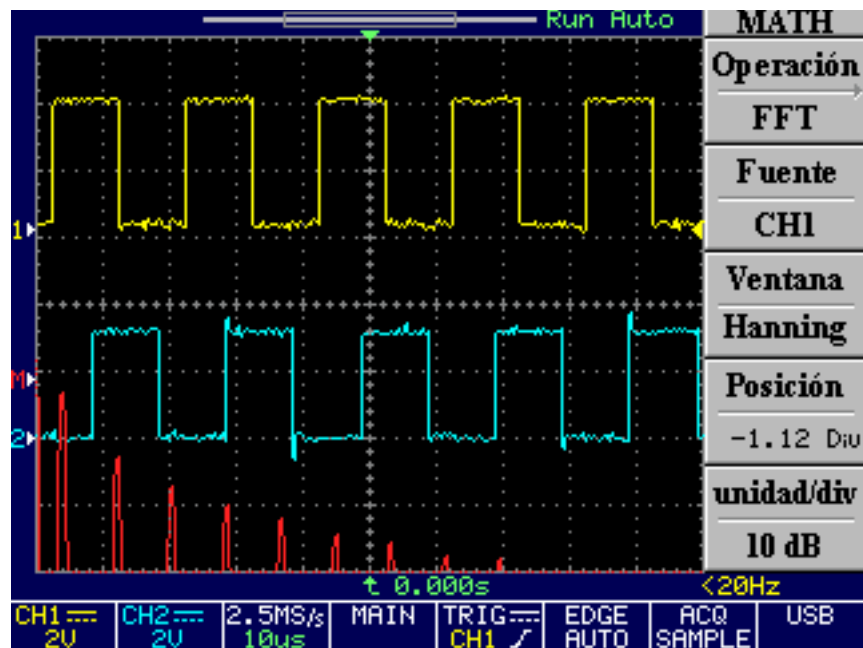 Run Auto
MATH
Operación
FFT
Fuente
CH1
Ventana
Hanning
Posición
-1.12 Div
unidad/div
10 dB
1
M
2
0.000s
<20Hz
CH1 CH2 2.5MS/s MAIN TRIG EDGE ACQ USB
2V 2V 10us CH1 AUTO SAMPLE